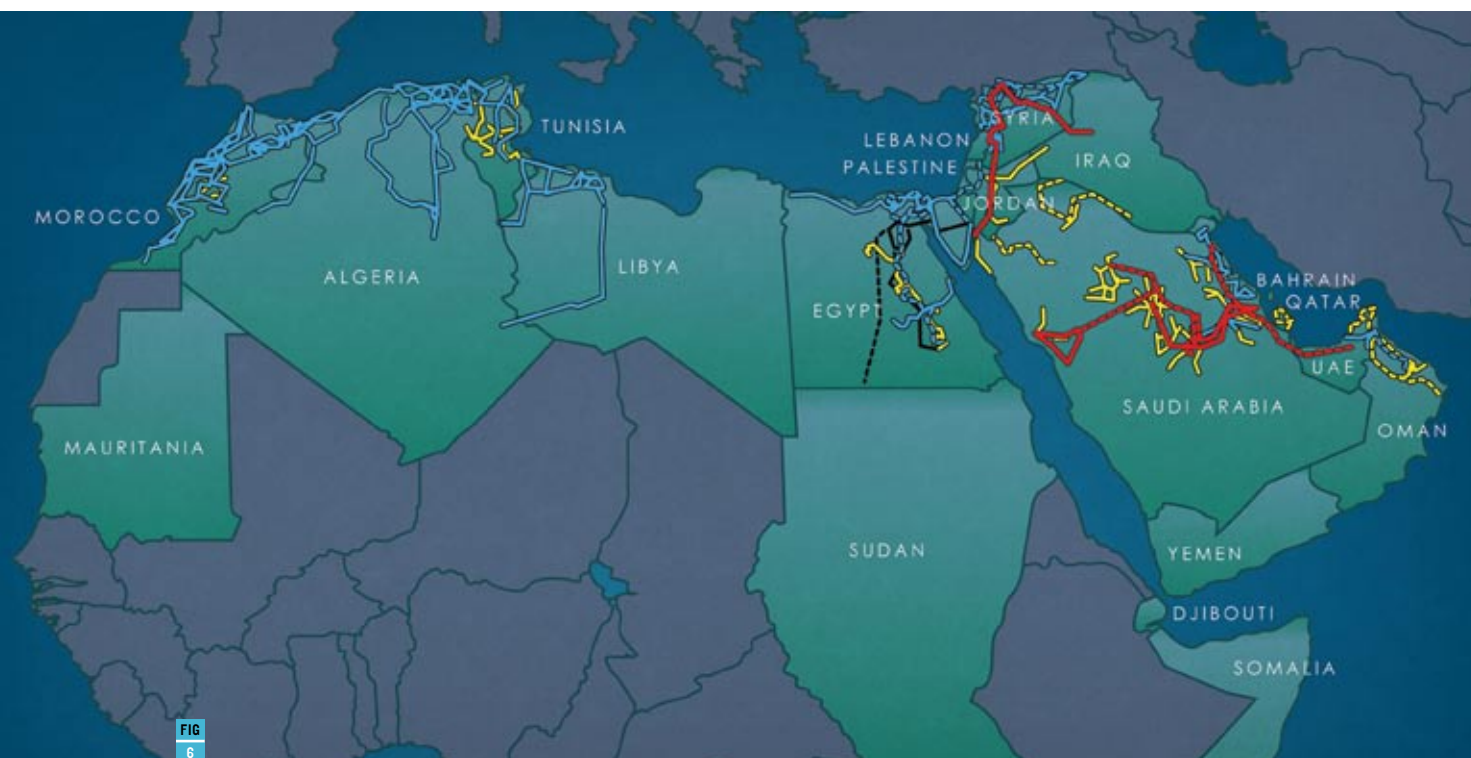 TUNISIA
SYRIA
LEBANON
PALESTINE
IRAQ
JORDAN
MOROCCO
ALGERIA
LIBYA
EGYPT
BAHRAIN
QATAR
UAE
SAUDI ARABIA
OMAN
MAURITANIA
SUDAN
YEMEN
DJIBOUTI
SOMALIA
FIG
6